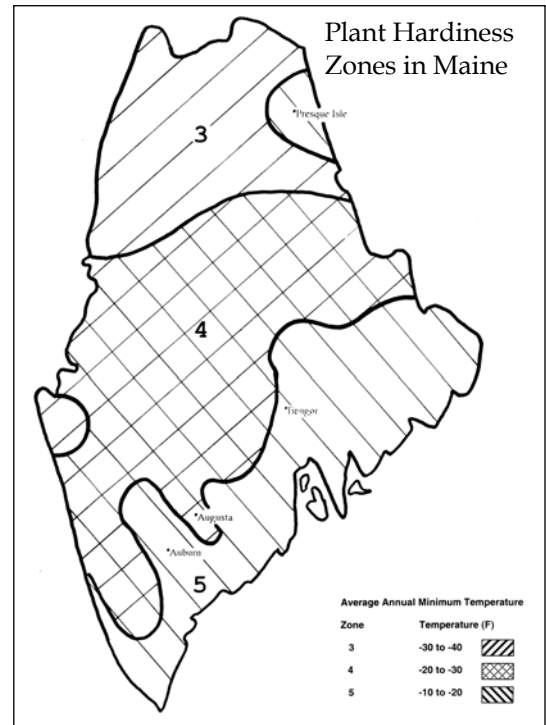 Plant Hardiness
Zones in Maine
Presque Isle
3
4
Augusta
Auburn
5
Average Annual Minimum Temperature
Zone Temperature (F)
3 -30 to -40
4 -20 to -30
5 -10 to -20